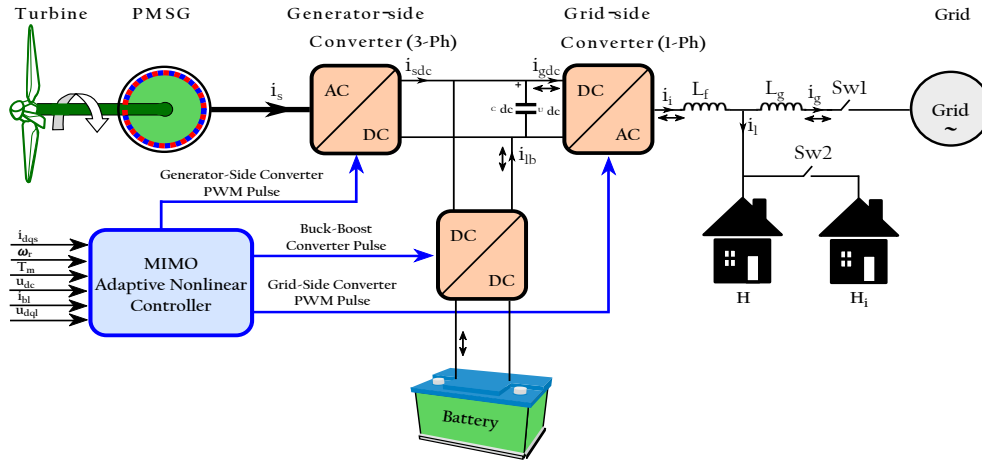 Turbine
PMSG
Generator-side
Converter (3-Ph)
Grid-side
Converter (1-Ph)
Grid
i_s
AC
DC
i_sdc
+
c dc
u dc
i_gdc
DC
AC
i_i
L_f
L_g
i_g
Sw1
Grid
~
i_l
Sw2
i_lb
Generator-Side Converter
PWM Pulse
Buck-Boost
Converter Pulse
Grid-Side Converter
PWM Pulse
DC
DC
H
H_i
i_dqs
ω_r
T_m
u_dc
i_bl
u_dql
MIMO
Adaptive Nonlinear
Controller
Battery